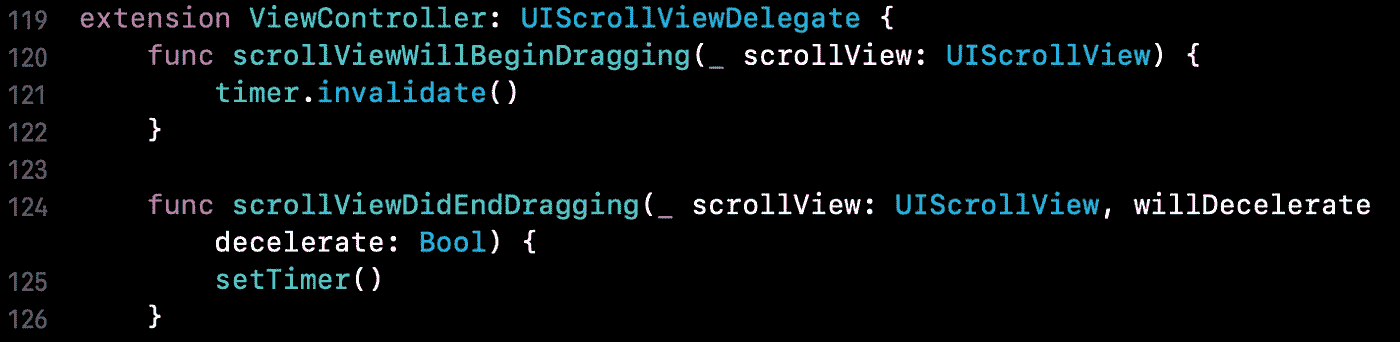 119 extension ViewController: UIScrollViewDelegate {
120     func scrollViewWillBeginDragging(_ scrollView: UIScrollView) {
121         timer.invalidate()
122     }
123
124     func scrollViewDidEndDragging(_ scrollView: UIScrollView, willDecelerate
            decelerate: Bool) {
125         setTimer()
126     }